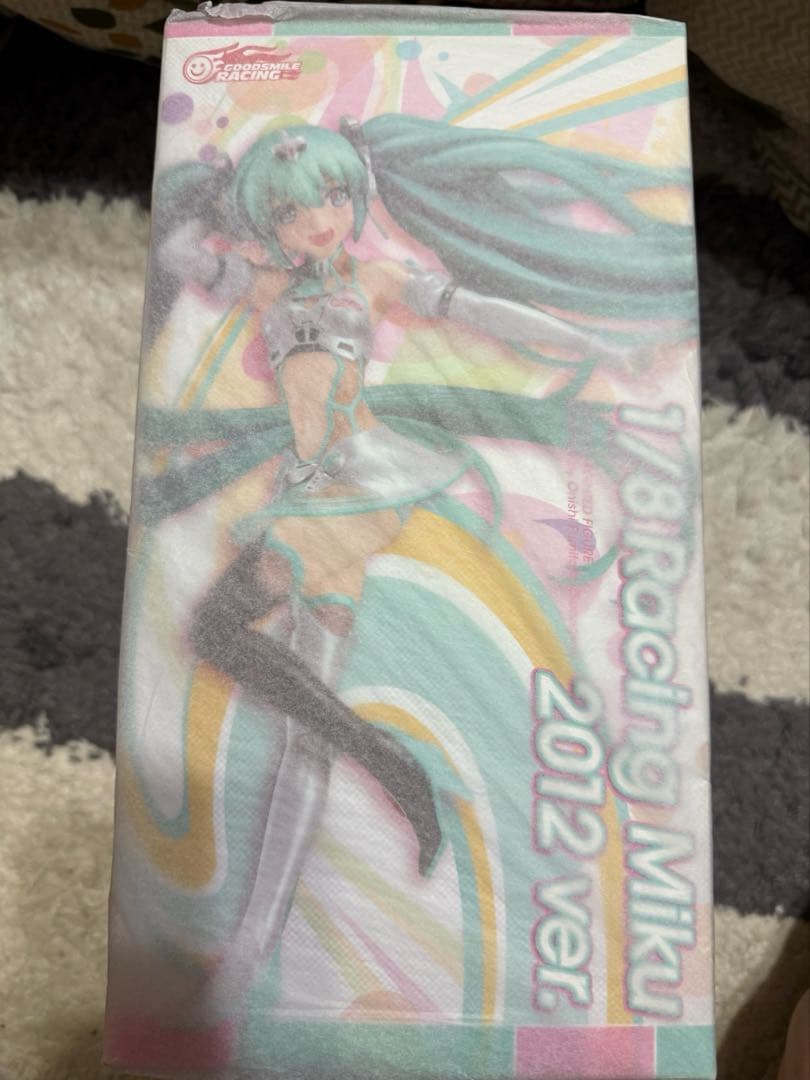 GOODSMILE
RACING
1/8 Racing Miku
2012 ver.